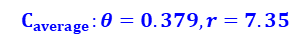 C_average : θ = 0.379, r = 7.35